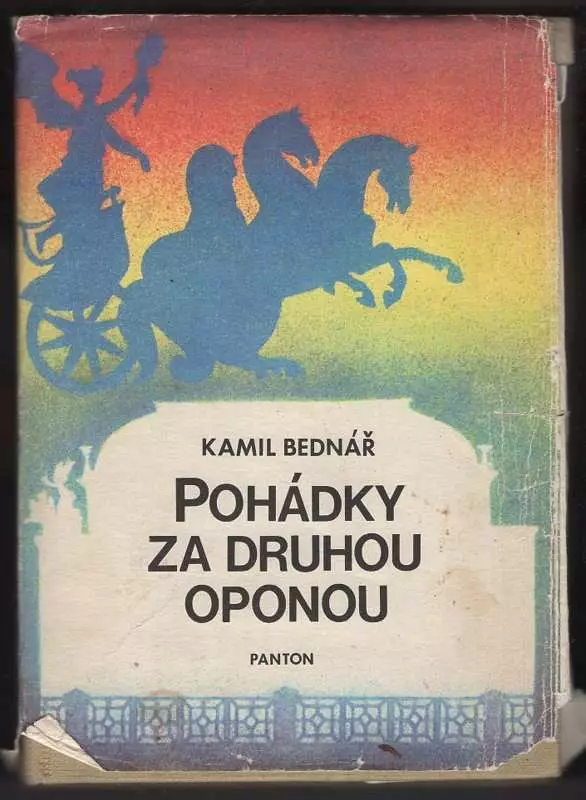 KAMIL BEDNÁŘ
POHÁDKY
ZA DRUHOU
OPONOU
PANTON